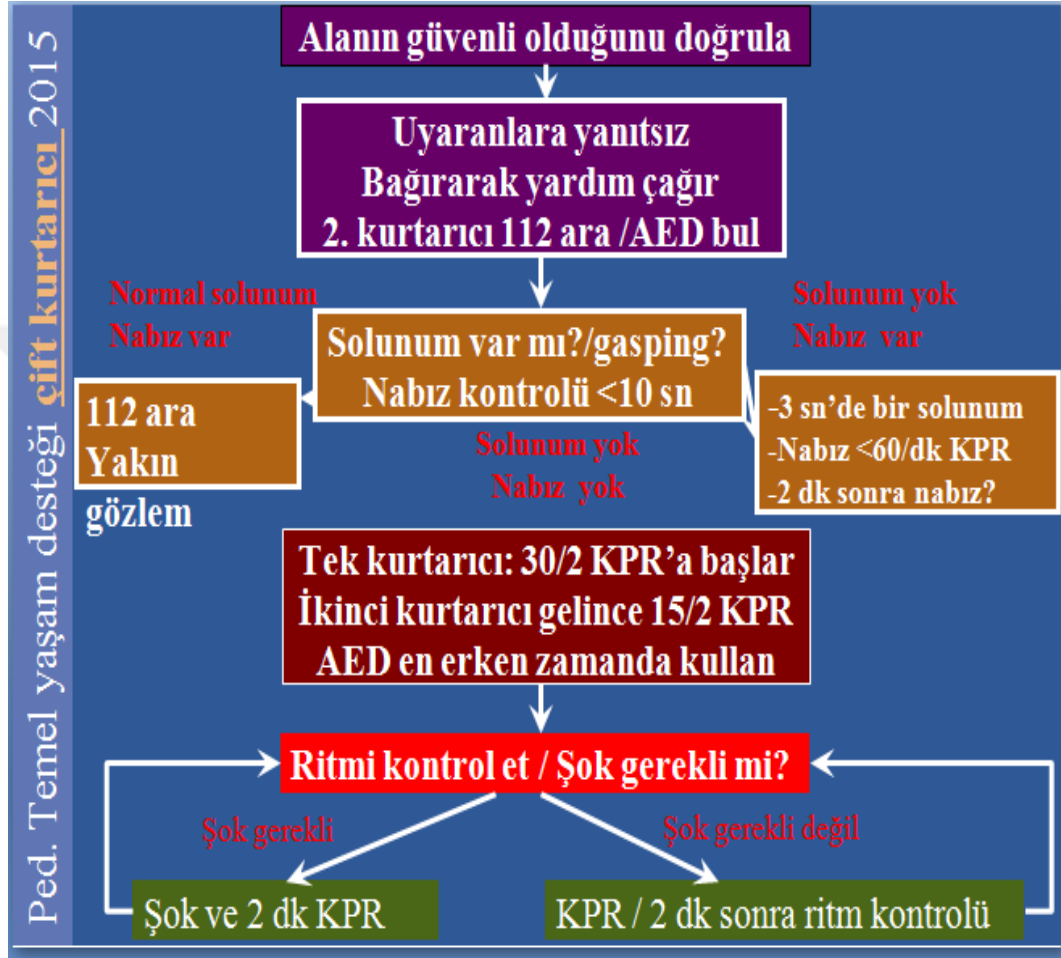 Ped. Temel yaşam desteği çift kurtarıcı 2015
Alanın güvenli olduğunu doğrula
Uyaranlara yanıtsız
Bağırarak yardım çağır
2. kurtarıcı 112 ara /AED bul
Normal solunum
Nabız var
Solunum yok
Nabız var
Solunum var mı?/gasping?
Nabız kontrolü <10 sn
112 ara
Yakın
gözlem
-3 sn’de bir solunum
-Nabız <60/dk KPR
-2 dk sonra nabız?
Solunum yok
Nabız yok
Tek kurtarıcı: 30/2 KPR’a başlar
İkinci kurtarıcı gelince 15/2 KPR
AED en erken zamanda kullan
Ritmi kontrol et / Şok gerekli mi?
Şok gerekli
Şok gerekli değil
Şok ve 2 dk KPR
KPR / 2 dk sonra ritm kontrolü